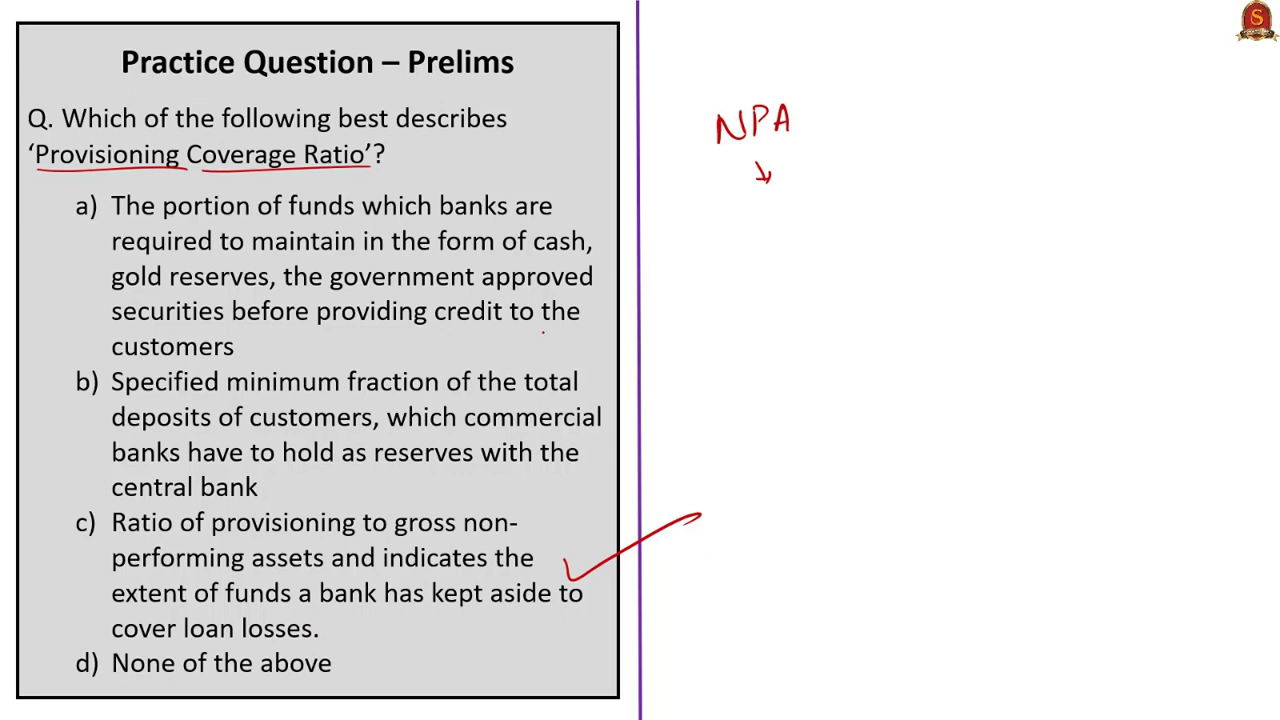 Practice Question – Prelims
Q. Which of the following best describes
‘Provisioning Coverage Ratio’?
a) The portion of funds which banks are
required to maintain in the form of cash,
gold reserves, the government approved
securities before providing credit to the
customers
b) Specified minimum fraction of the total
deposits of customers, which commercial
banks have to hold as reserves with the
central bank
c) Ratio of provisioning to gross non-
performing assets and indicates the
extent of funds a bank has kept aside to
cover loan losses.
d) None of the above
NPA
S